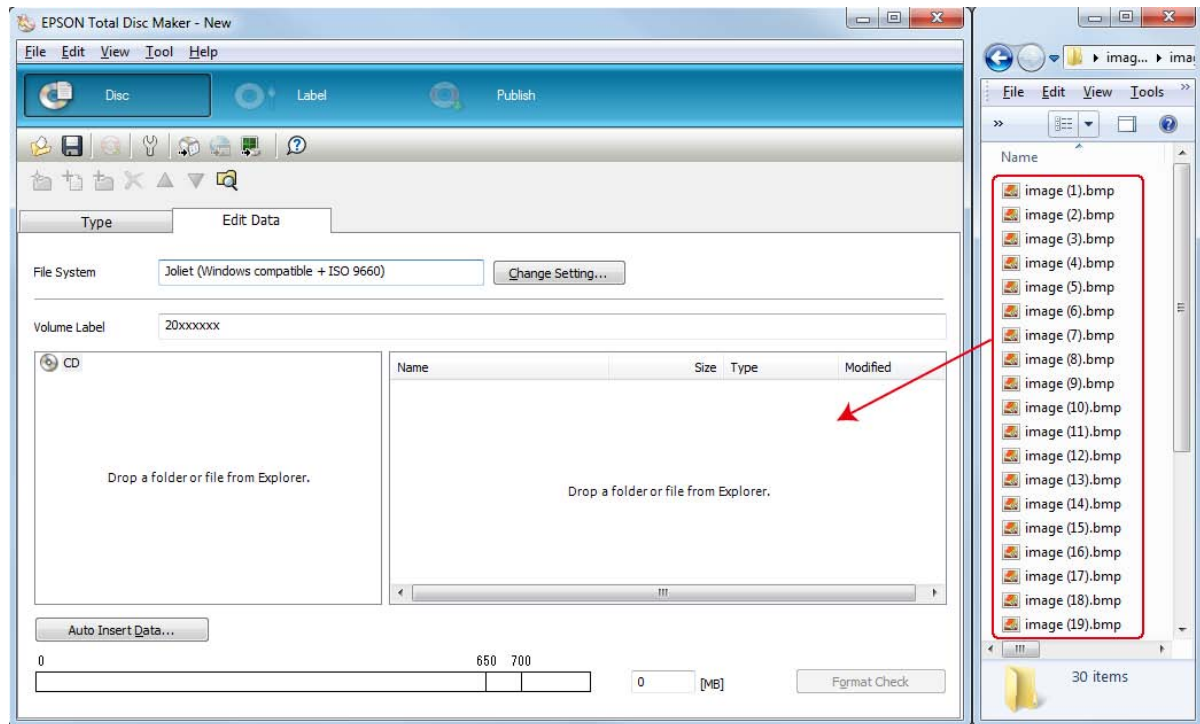 EPSON Total Disc Maker - New
File Edit View Tool Help
Disc Label Publish
Type Edit Data
File System Joliet (Windows compatible + ISO 9660) Change Setting...
Volume Label 20xxxxxx
CD
Name Size Type Modified
Drop a folder or file from Explorer.
Drop a folder or file from Explorer.
Auto Insert Data...
0 650 700
0 [MB] Format Check
imag... imag
File Edit View Tools »
»
Name
image (1).bmp
image (2).bmp
image (3).bmp
image (4).bmp
image (5).bmp
image (6).bmp
image (7).bmp
image (8).bmp
image (9).bmp
image (10).bmp
image (11).bmp
image (12).bmp
image (13).bmp
image (14).bmp
image (15).bmp
image (16).bmp
image (17).bmp
image (18).bmp
image (19).bmp
30 items